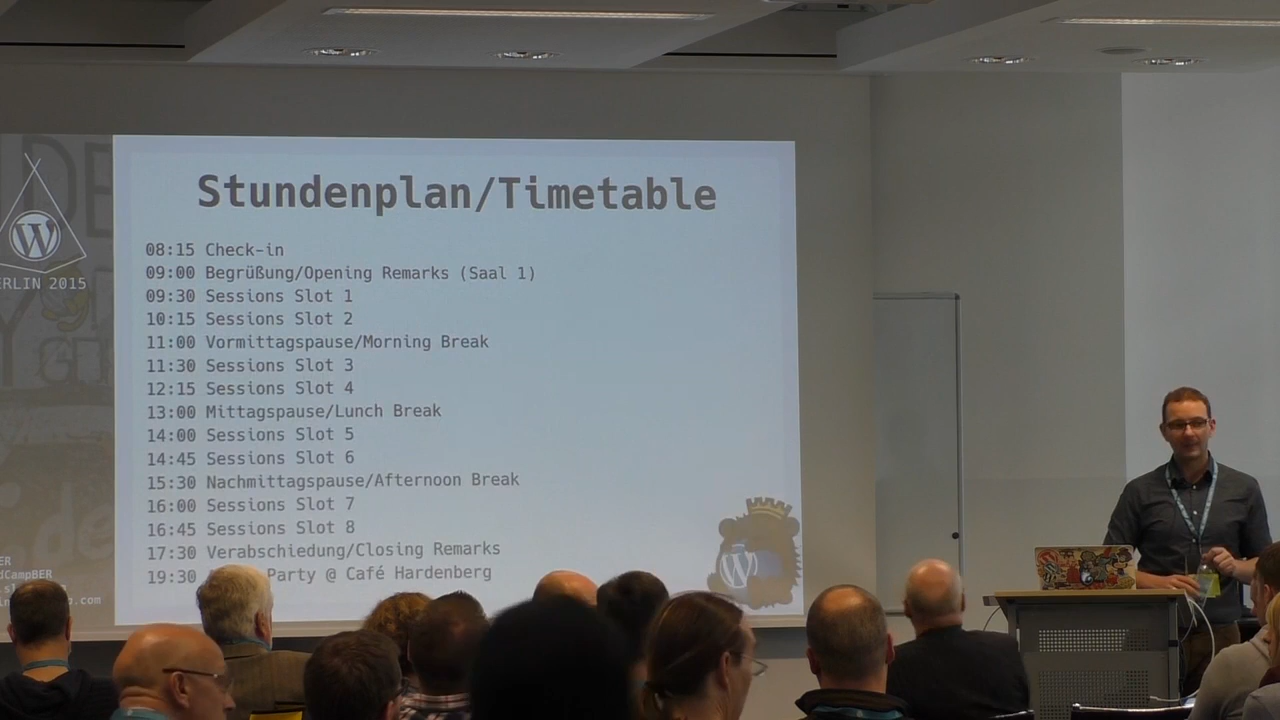 Stundenplan/Timetable
08:15 Check-in
09:00 Begrüßung/Opening Remarks (Saal 1)
09:30 Sessions Slot 1
10:15 Sessions Slot 2
11:00 Vormittagspause/Morning Break
11:30 Sessions Slot 3
12:15 Sessions Slot 4
13:00 Mittagspause/Lunch Break
14:00 Sessions Slot 5
14:45 Sessions Slot 6
15:30 Nachmittagspause/Afternoon Break
16:00 Sessions Slot 7
16:45 Sessions Slot 8
17:30 Verabschiedung/Closing Remarks
19:30 Party @ Café Hardenberg
W
ERLIN 2015
W